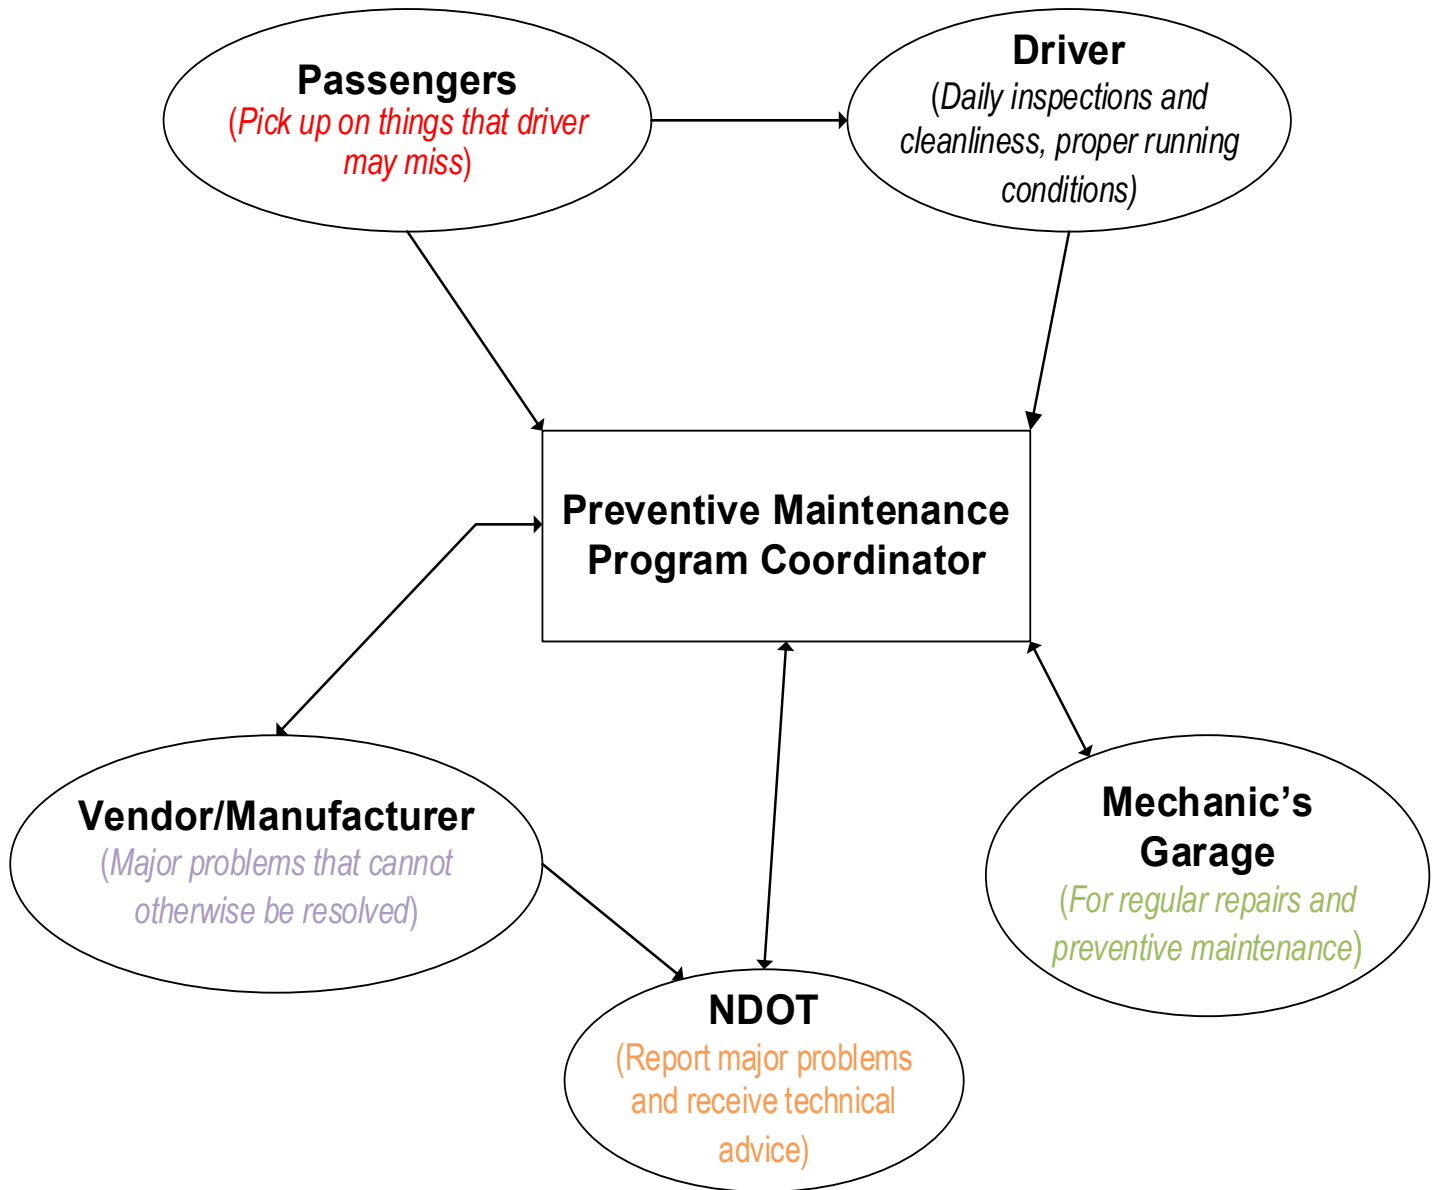 Passengers
(Pick up on things that driver
may miss)
Driver
(Daily inspections and
cleanliness, proper running
conditions)
Preventive Maintenance
Program Coordinator
Vendor/Manufacturer
(Major problems that cannot
otherwise be resolved)
Mechanic’s
Garage
(For regular repairs and
preventive maintenance)
NDOT
(Report major problems
and receive technical
advice)